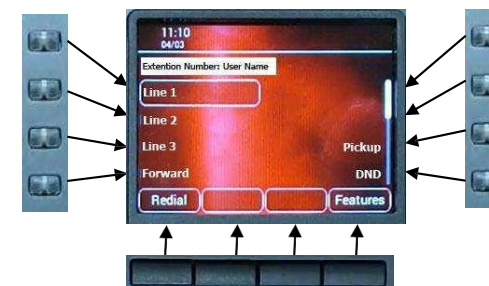 11:10
04/03
Extention Number: User Name
Line 1
Line 2
Line 3
Pickup
Forward
DND
Redial
Features